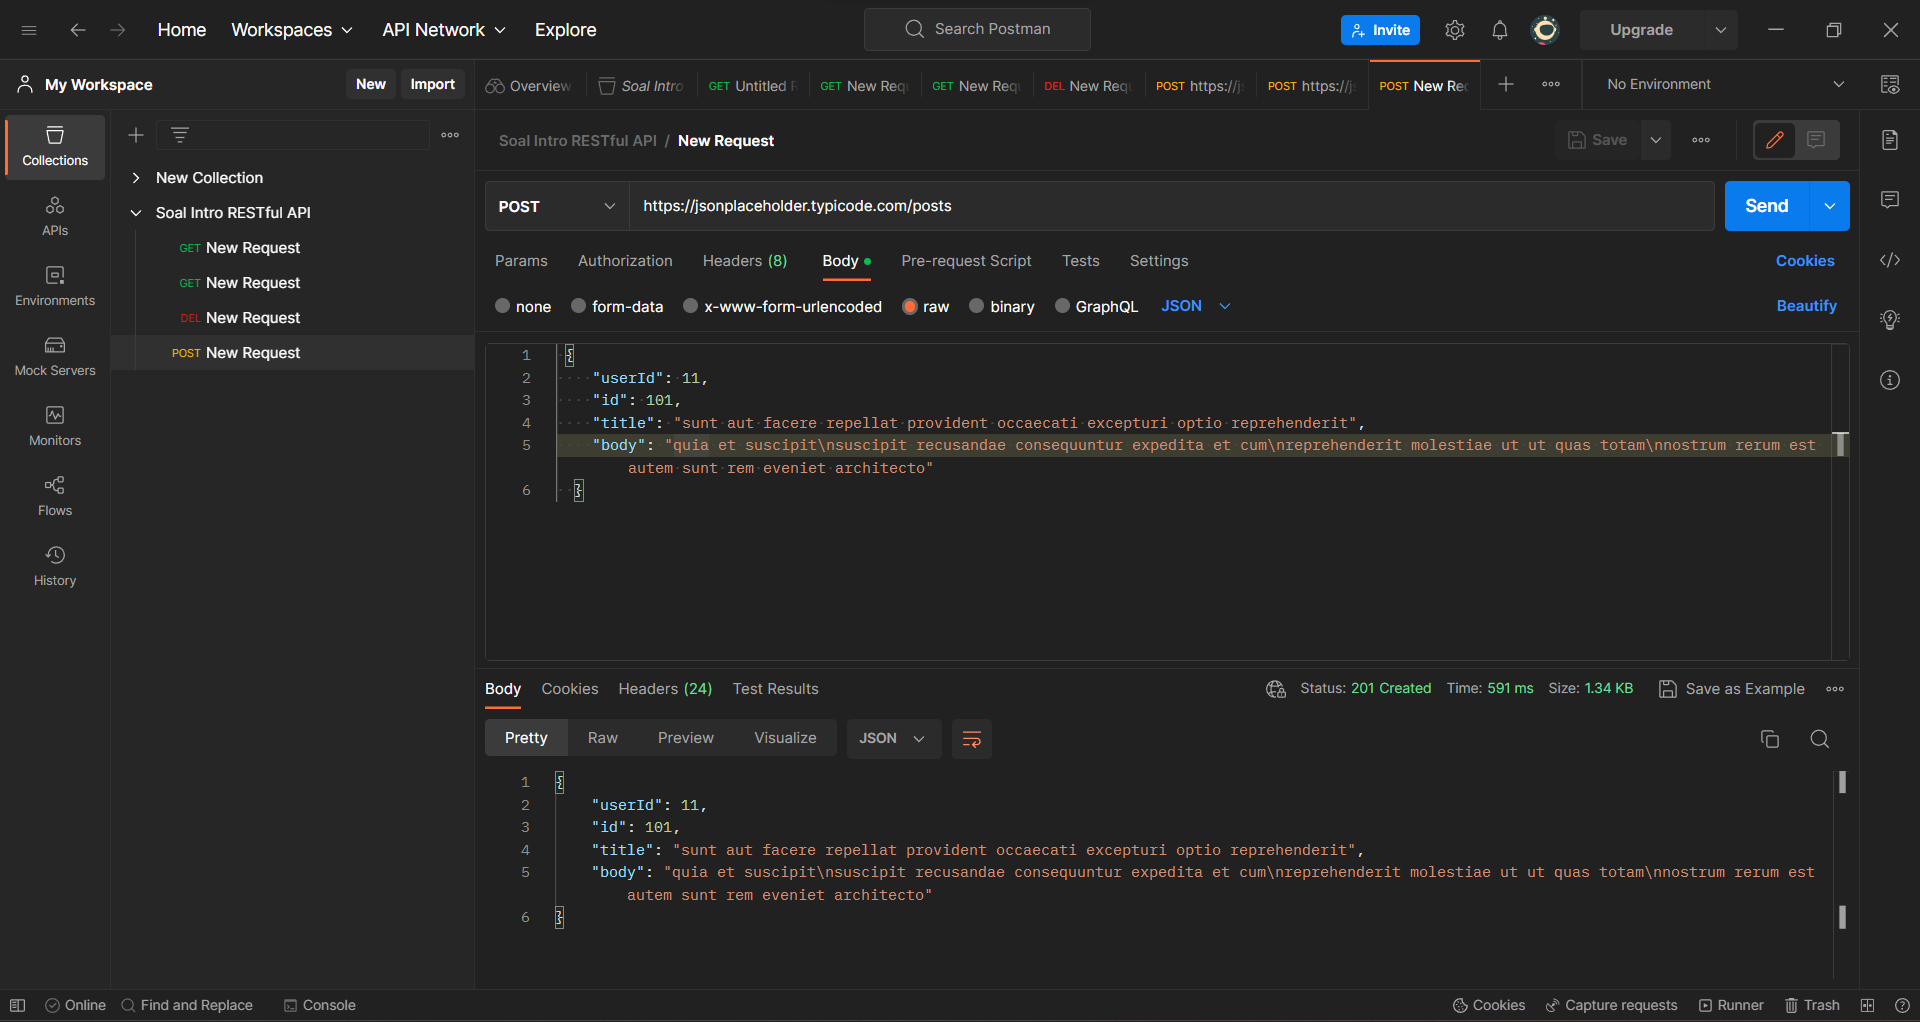 Home Workspaces API Network Explore Search Postman Invite Upgrade
My Workspace New Import Overview Soal Intro GET Untitled R GET New Requ GET New Requ DEL New Requ POST https://js POST https://js POST New Rec No Environment
Collections
APIs
Environments
Mock Servers
Monitors
Flows
History
New Collection
Soal Intro RESTful API
GET New Request
GET New Request
DEL New Request
POST New Request
Soal Intro RESTful API / New Request Save
POST https://jsonplaceholder.typicode.com/posts Send
Params Authorization Headers (8) Body Pre-request Script Tests Settings Cookies
none form-data x-www-form-urlencoded raw binary GraphQL JSON Beautify
1 {
2 "userId": 11,
3 "id": 101,
4 "title": "sunt aut facere repellat provident occaecati excepturi optio reprehenderit",
5 "body": "quia et suscipit\nsuscipit recusandae consequuntur expedita et cum\nreprehenderit molestiae ut ut quas totam\nnostrum rerum est
autem sunt rem eveniet architecto"
6 }
Body Cookies Headers (24) Test Results Status: 201 Created Time: 591 ms Size: 1.34 KB Save as Example
Pretty Raw Preview Visualize JSON
1 {
2 "userId": 11,
3 "id": 101,
4 "title": "sunt aut facere repellat provident occaecati excepturi optio reprehenderit",
5 "body": "quia et suscipit\nsuscipit recusandae consequuntur expedita et cum\nreprehenderit molestiae ut ut quas totam\nnostrum rerum est
autem sunt rem eveniet architecto"
6 }
Online Find and Replace Console Cookies Capture requests Runner Trash